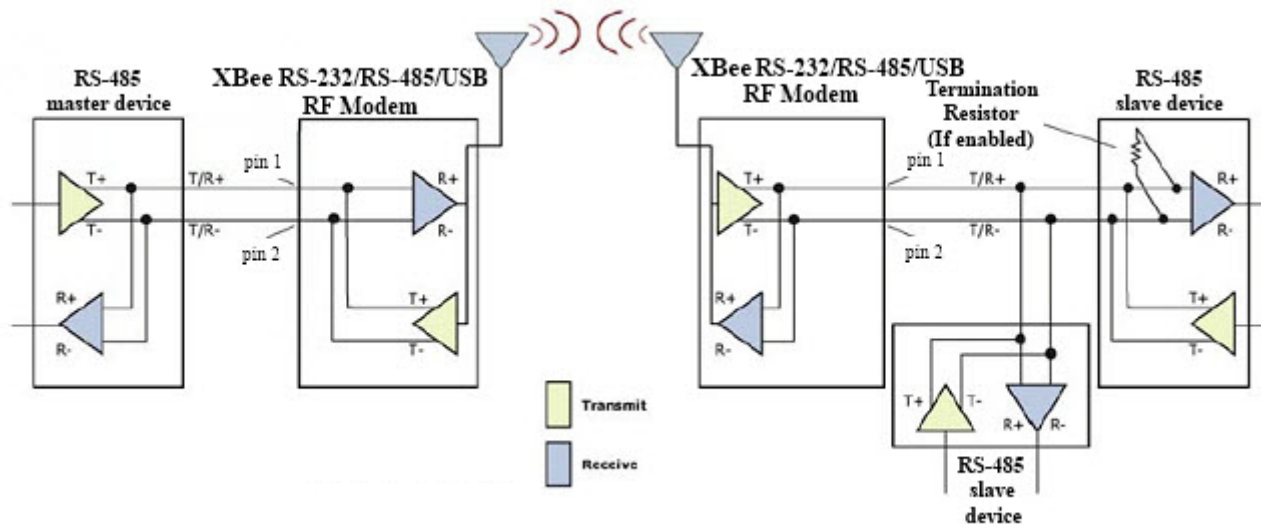 RS-485
master device
XBee RS-232/RS-485/USB
RF Modem
XBee RS-232/RS-485/USB
RF Modem
Termination
Resistor
(If enabled)
RS-485
slave device
T+
T/R+
pin 1
R+
T-
T/R-
pin 2
R-
R+
R-
T+
T-
T+
pin 1
T/R+
R+
T-
T/R-
pin 2
R-
R+
R-
T+
T-
T+
T-
R+
R-
RS-485
slave
device
Transmit
Receive